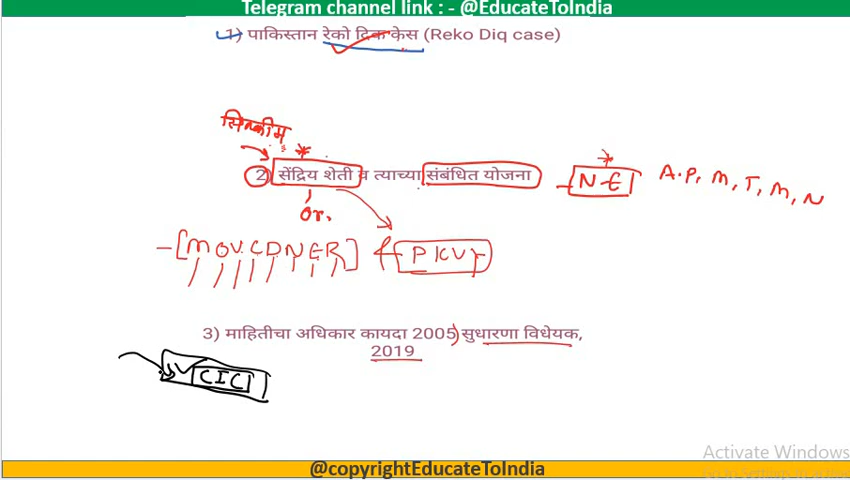 Telegram channel link : - @EducateToIndia
1) पाकिस्तान रेको दिक केस (Reko Diq case)
सिक्कीम
2) सेंद्रिय शेती व त्याच्या संबंधित योजना
N-E
A.P, M, T, M, N
Or.
-[MOVCDNER] & PKVY
3) माहितीचा अधिकार कायदा 2005 सुधारणा विधेयक,
2019
CIC
Activate Windows
@copyrightEducateToIndia